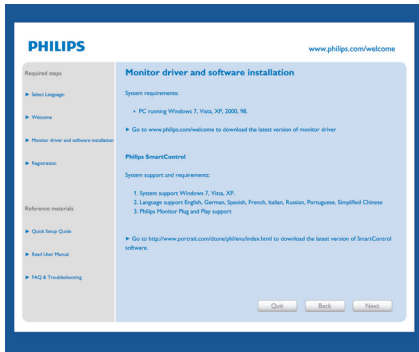 PHILIPS
www.philips.com/welcome
Required steps
Select Language:
Welcome
Monitor driver and software installation
Registration
Reference materials
Quick Setup Quide
Read User Manual
FAQ & Troubleshooting
Monitor driver and software installation
System requirements:
• PC running Windows 7, Vista, XP, 2000, 98.
Go to www.philips.com/welcome to download the latest version of monitor driver
Philips SmartControl
System support and requirements:
1. System support Windows 7, Vista, XP.
2. Language support English, German, Spanish, French, Italian, Russian, Portuguese, Simplified Chinese
3. Philips Monitor Plug and Play support
Go to http://www.portrait.com/dtune/phl/enu/index.html to download the latest version of SmartControl
software.
Quit
Back
Next